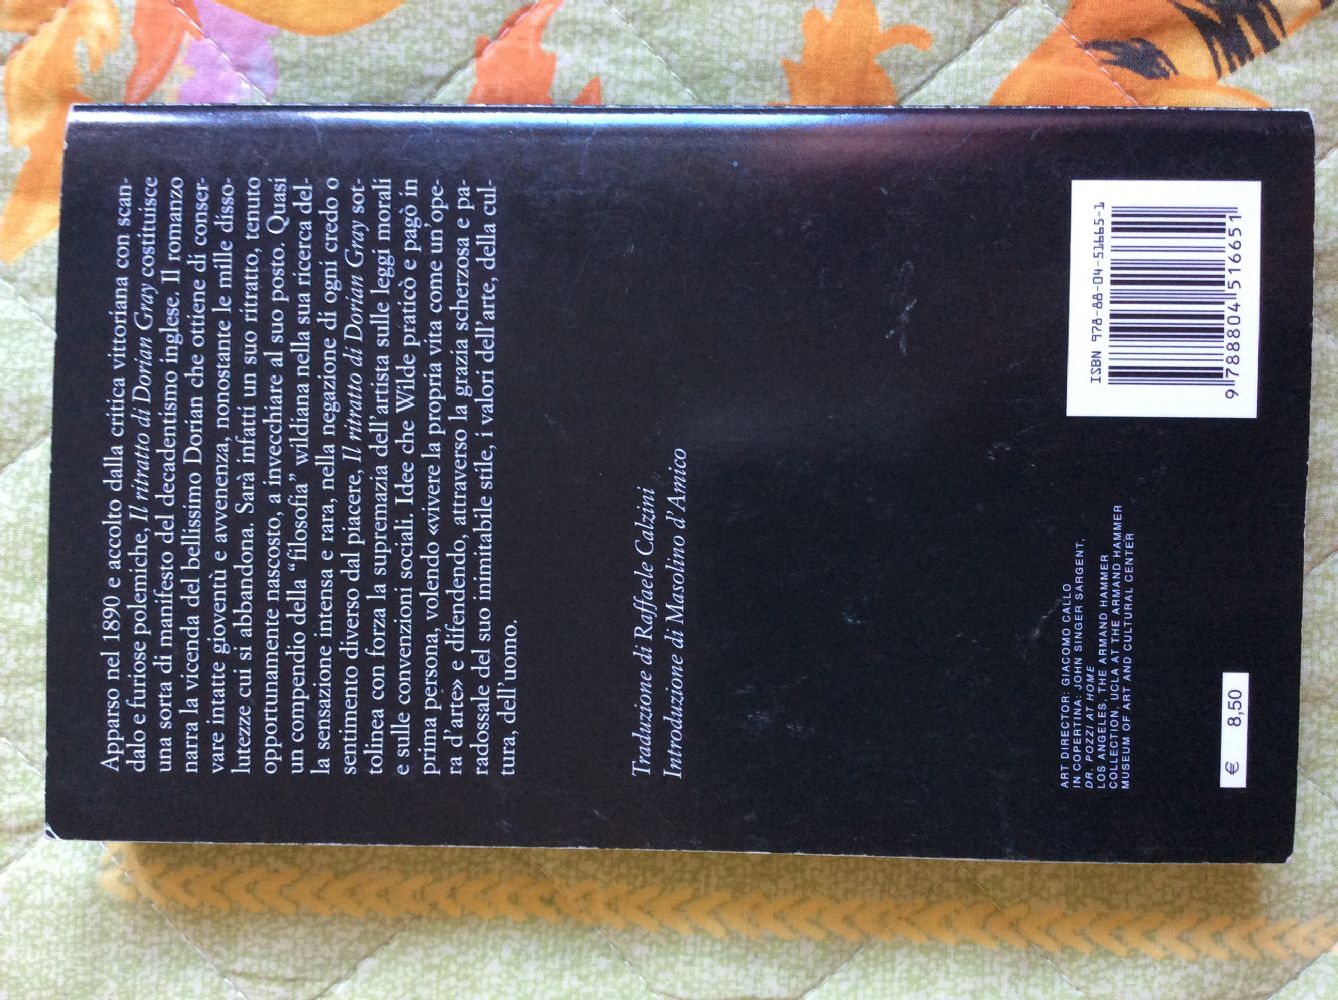 Apparso nel 1890 e accolto dalla critica vittoriana con scan-
dalo e furiose polemiche, Il ritratto di Dorian Gray costituisce
una sorta di manifesto del decadentismo inglese. Il romanzo
narra la vicenda del bellissimo Dorian che ottiene di conser-
vare intatte gioventù e avvenenza, nonostante le mille disso-
lutezze cui si abbandona. Sarà infatti un suo ritratto, tenuto
opportunamente nascosto, a invecchiare al suo posto. Quasi
un compendio della "filosofia" wildiana nella sua ricerca del-
la sensazione intensa e rara, nella negazione di ogni credo o
sentimento diverso dal piacere, Il ritratto di Dorian Gray sot-
tolinea con forza la supremazia dell'artista sulle leggi morali
e sulle convenzioni sociali. Idee che Wilde praticò e pagò in
prima persona, volendo «vivere la propria vita come un'ope-
ra d'arte» e difendendo, attraverso la grazia scherzosa e pa-
radossale del suo inimitabile stile, i valori dell'arte, della cul-
tura, dell'uomo.
Traduzione di Raffaele Calzini
Introduzione di Masolino d'Amico
ART DIRECTOR: GIACOMO CALLO
IN COPERTINA: JOHN SINGER SARGENT,
DR. POZZI AT HOME
LOS ANGELES, THE ARMAND HAMMER
COLLECTION, UCLA AT THE ARMAND HAMMER
MUSEUM OF ART AND CULTURAL CENTER
ISBN 978-88-04-51665-1
9 788804 516651
€ 8,50